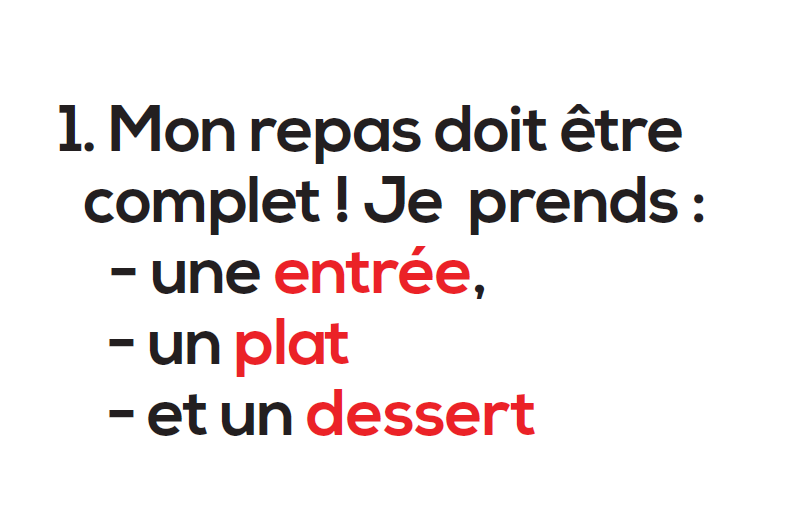 1. Mon repas doit être
complet ! Je prends :
- une entrée,
- un plat
- et un dessert